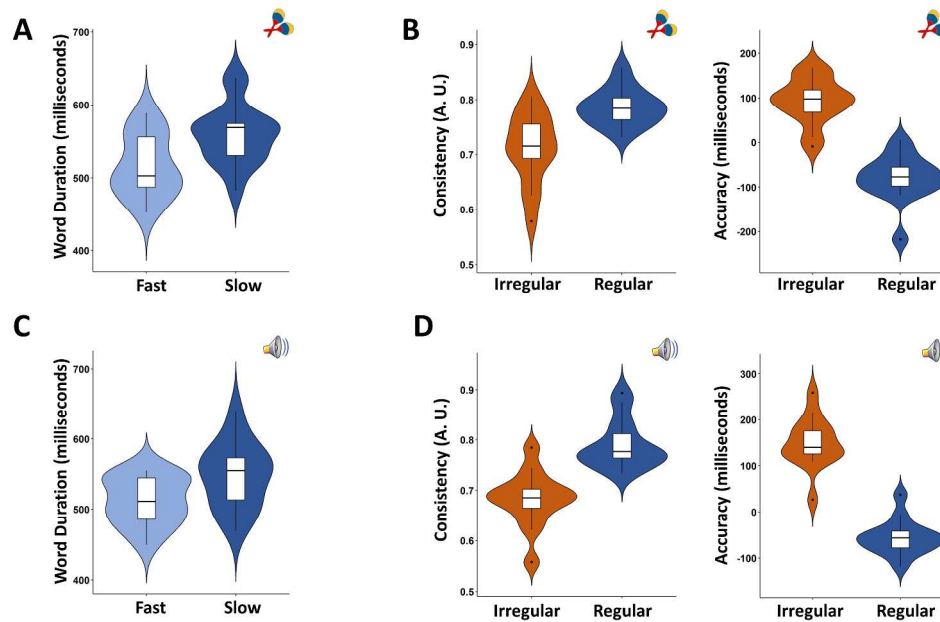 A
Word Duration (milliseconds)
700
600
500
400
Fast Slow
B
Consistency (A. U.)
0.9
0.8
0.7
0.6
0.5
Irregular Regular
Accuracy (milliseconds)
200
100
0
-100
-200
Irregular Regular
C
Word Duration (milliseconds)
700
600
500
400
Fast Slow
D
Consistency (A. U.)
0.9
0.8
0.7
0.6
0.5
Irregular Regular
Accuracy (milliseconds)
300
200
100
0
-100
Irregular Regular